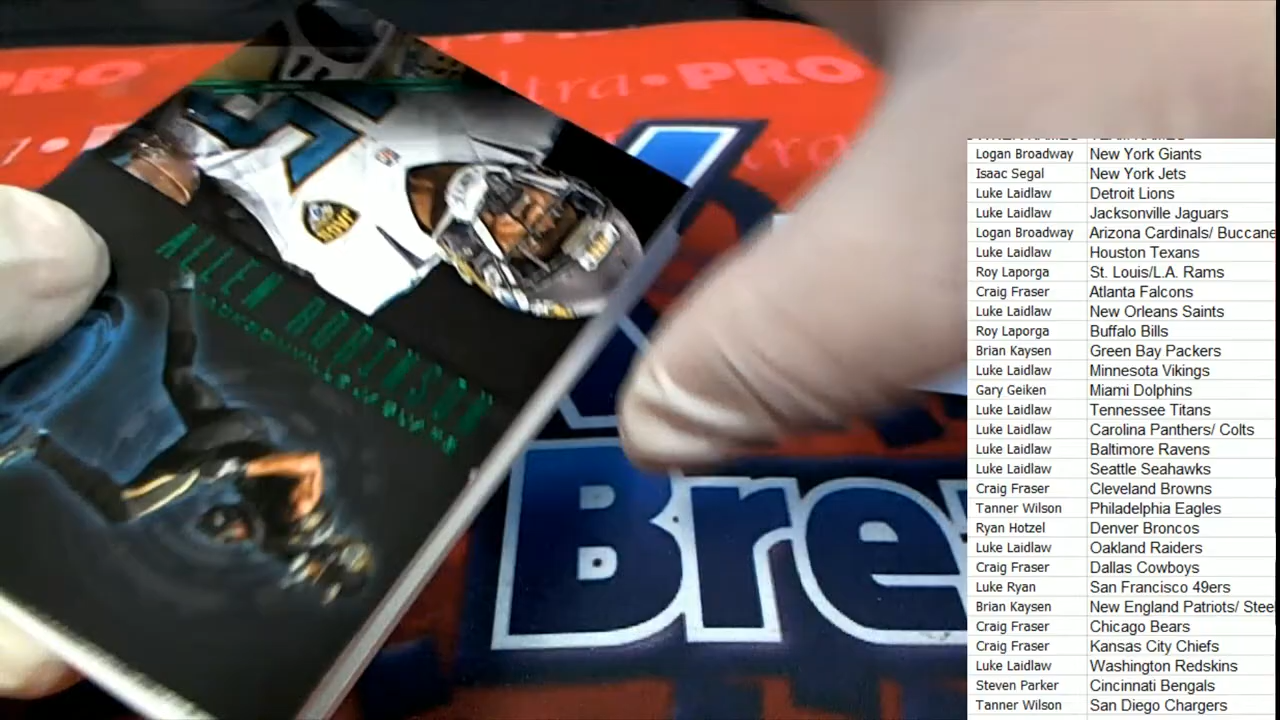 PRO
ltra•PRO
ALLEN ROBINSON
Bre
Logan Broadway New York Giants
Isaac Segal New York Jets
Luke Laidlaw Detroit Lions
Luke Laidlaw Jacksonville Jaguars
Logan Broadway Arizona Cardinals/ Buccane
Luke Laidlaw Houston Texans
Roy Laporga St. Louis/L.A. Rams
Craig Fraser Atlanta Falcons
Luke Laidlaw New Orleans Saints
Roy Laporga Buffalo Bills
Brian Kaysen Green Bay Packers
Luke Laidlaw Minnesota Vikings
Gary Geiken Miami Dolphins
Luke Laidlaw Tennessee Titans
Luke Laidlaw Carolina Panthers/ Colts
Luke Laidlaw Baltimore Ravens
Luke Laidlaw Seattle Seahawks
Craig Fraser Cleveland Browns
Tanner Wilson Philadelphia Eagles
Ryan Hotzel Denver Broncos
Luke Laidlaw Oakland Raiders
Craig Fraser Dallas Cowboys
Luke Ryan San Francisco 49ers
Brian Kaysen New England Patriots/ Stee
Craig Fraser Chicago Bears
Craig Fraser Kansas City Chiefs
Luke Laidlaw Washington Redskins
Steven Parker Cincinnati Bengals
Tanner Wilson San Diego Chargers